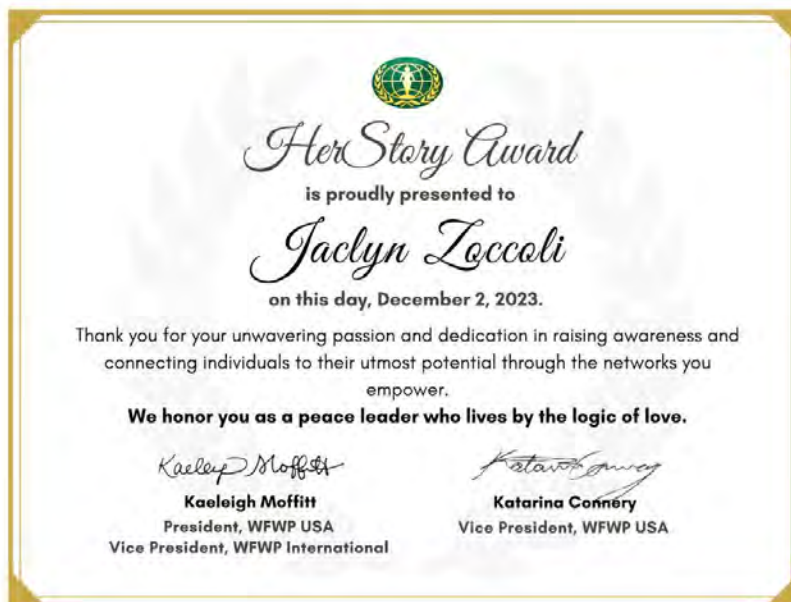 HerStory Award
is proudly presented to
Jaclyn Zoccoli
on this day, December 2, 2023.
Thank you for your unwavering passion and dedication in raising awareness and
connecting individuals to their utmost potential through the networks you
empower.
We honor you as a peace leader who lives by the logic of love.
Kaeleigh Moffitt
Kaeleigh Moffitt
President, WFWP USA
Vice President, WFWP International
Katarina Connery
Vice President, WFWP USA